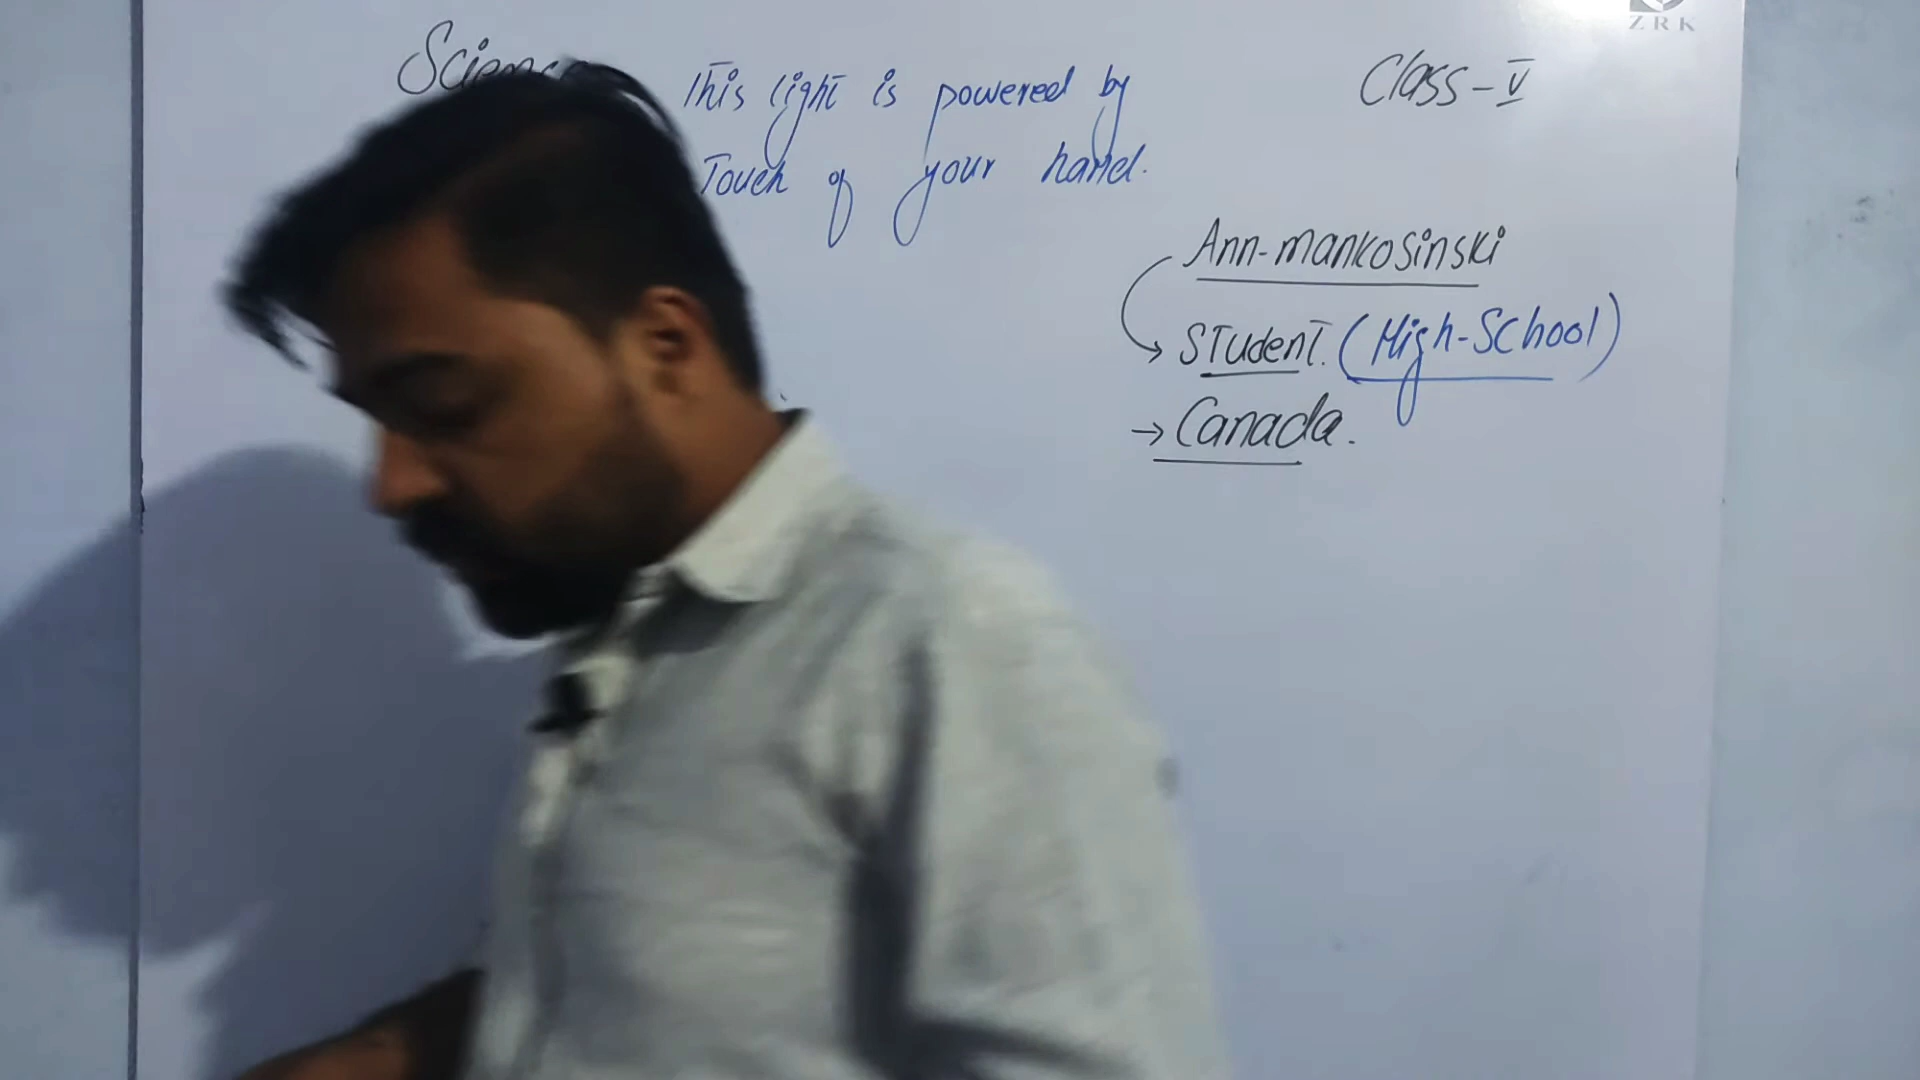 This light is powered by
Touch of your hand.
Class-V
ZRK
Ann-mankosinski
STudent. (High-School)
→ Canada.